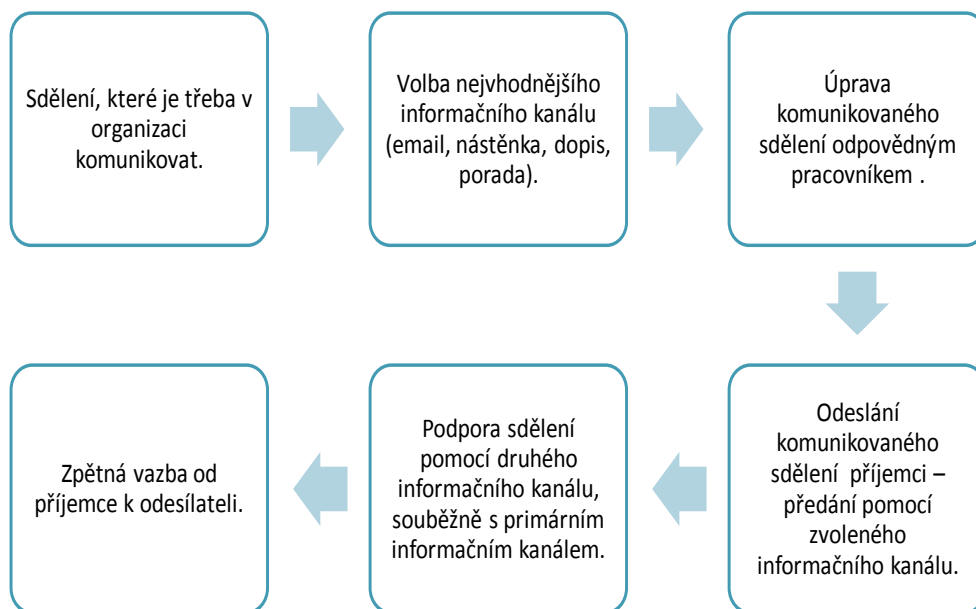 Sdělení, které je třeba v
organizaci
komunikovat.
Volba nejvhodnějšího
informačního kanálu
(email, nástěnka, dopis,
porada).
Úprava
komunikovaného
sdělení odpovědným
pracovníkem .
Odeslání
komunikovaného
sdělení  příjemci –
předání pomocí
zvoleného
informačního kanálu.
Podpora sdělení
pomocí druhého
informačního kanálu,
souběžně s primárním
informačním kanálem.
Zpětná vazba od
příjemce k odesílateli.